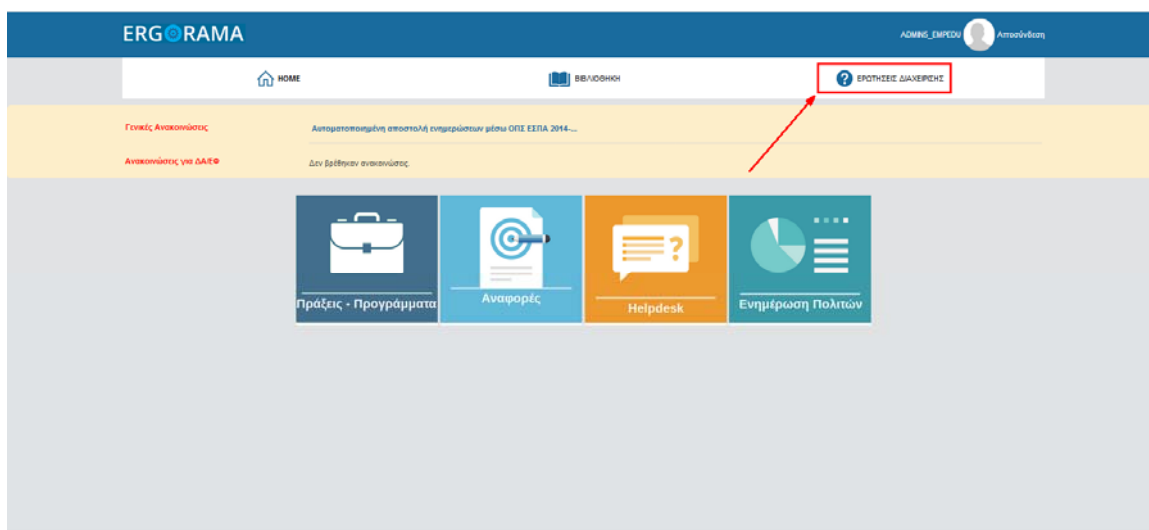 ERGORAMA
ADMINS_EMPEDU Αποσύνδεση
HOME
ΒΙΒΛΙΟΘΗΚΗ
ΕΡΩΤΗΣΕΙΣ ΔΙΑΧΕΙΡΙΣΗΣ
Γενικές Ανακοινώσεις
Αυτοματοποιημένη αποστολή ενημερώσεων μέσω ΟΠΣ ΕΣΠΑ 2014-...
Ανακοινώσεις για ΔΑ/ΕΦ
Δεν βρέθηκαν ανακοινώσεις.
Πράξεις - Προγράμματα
Αναφορές
?
Helpdesk
Ενημέρωση Πολιτών